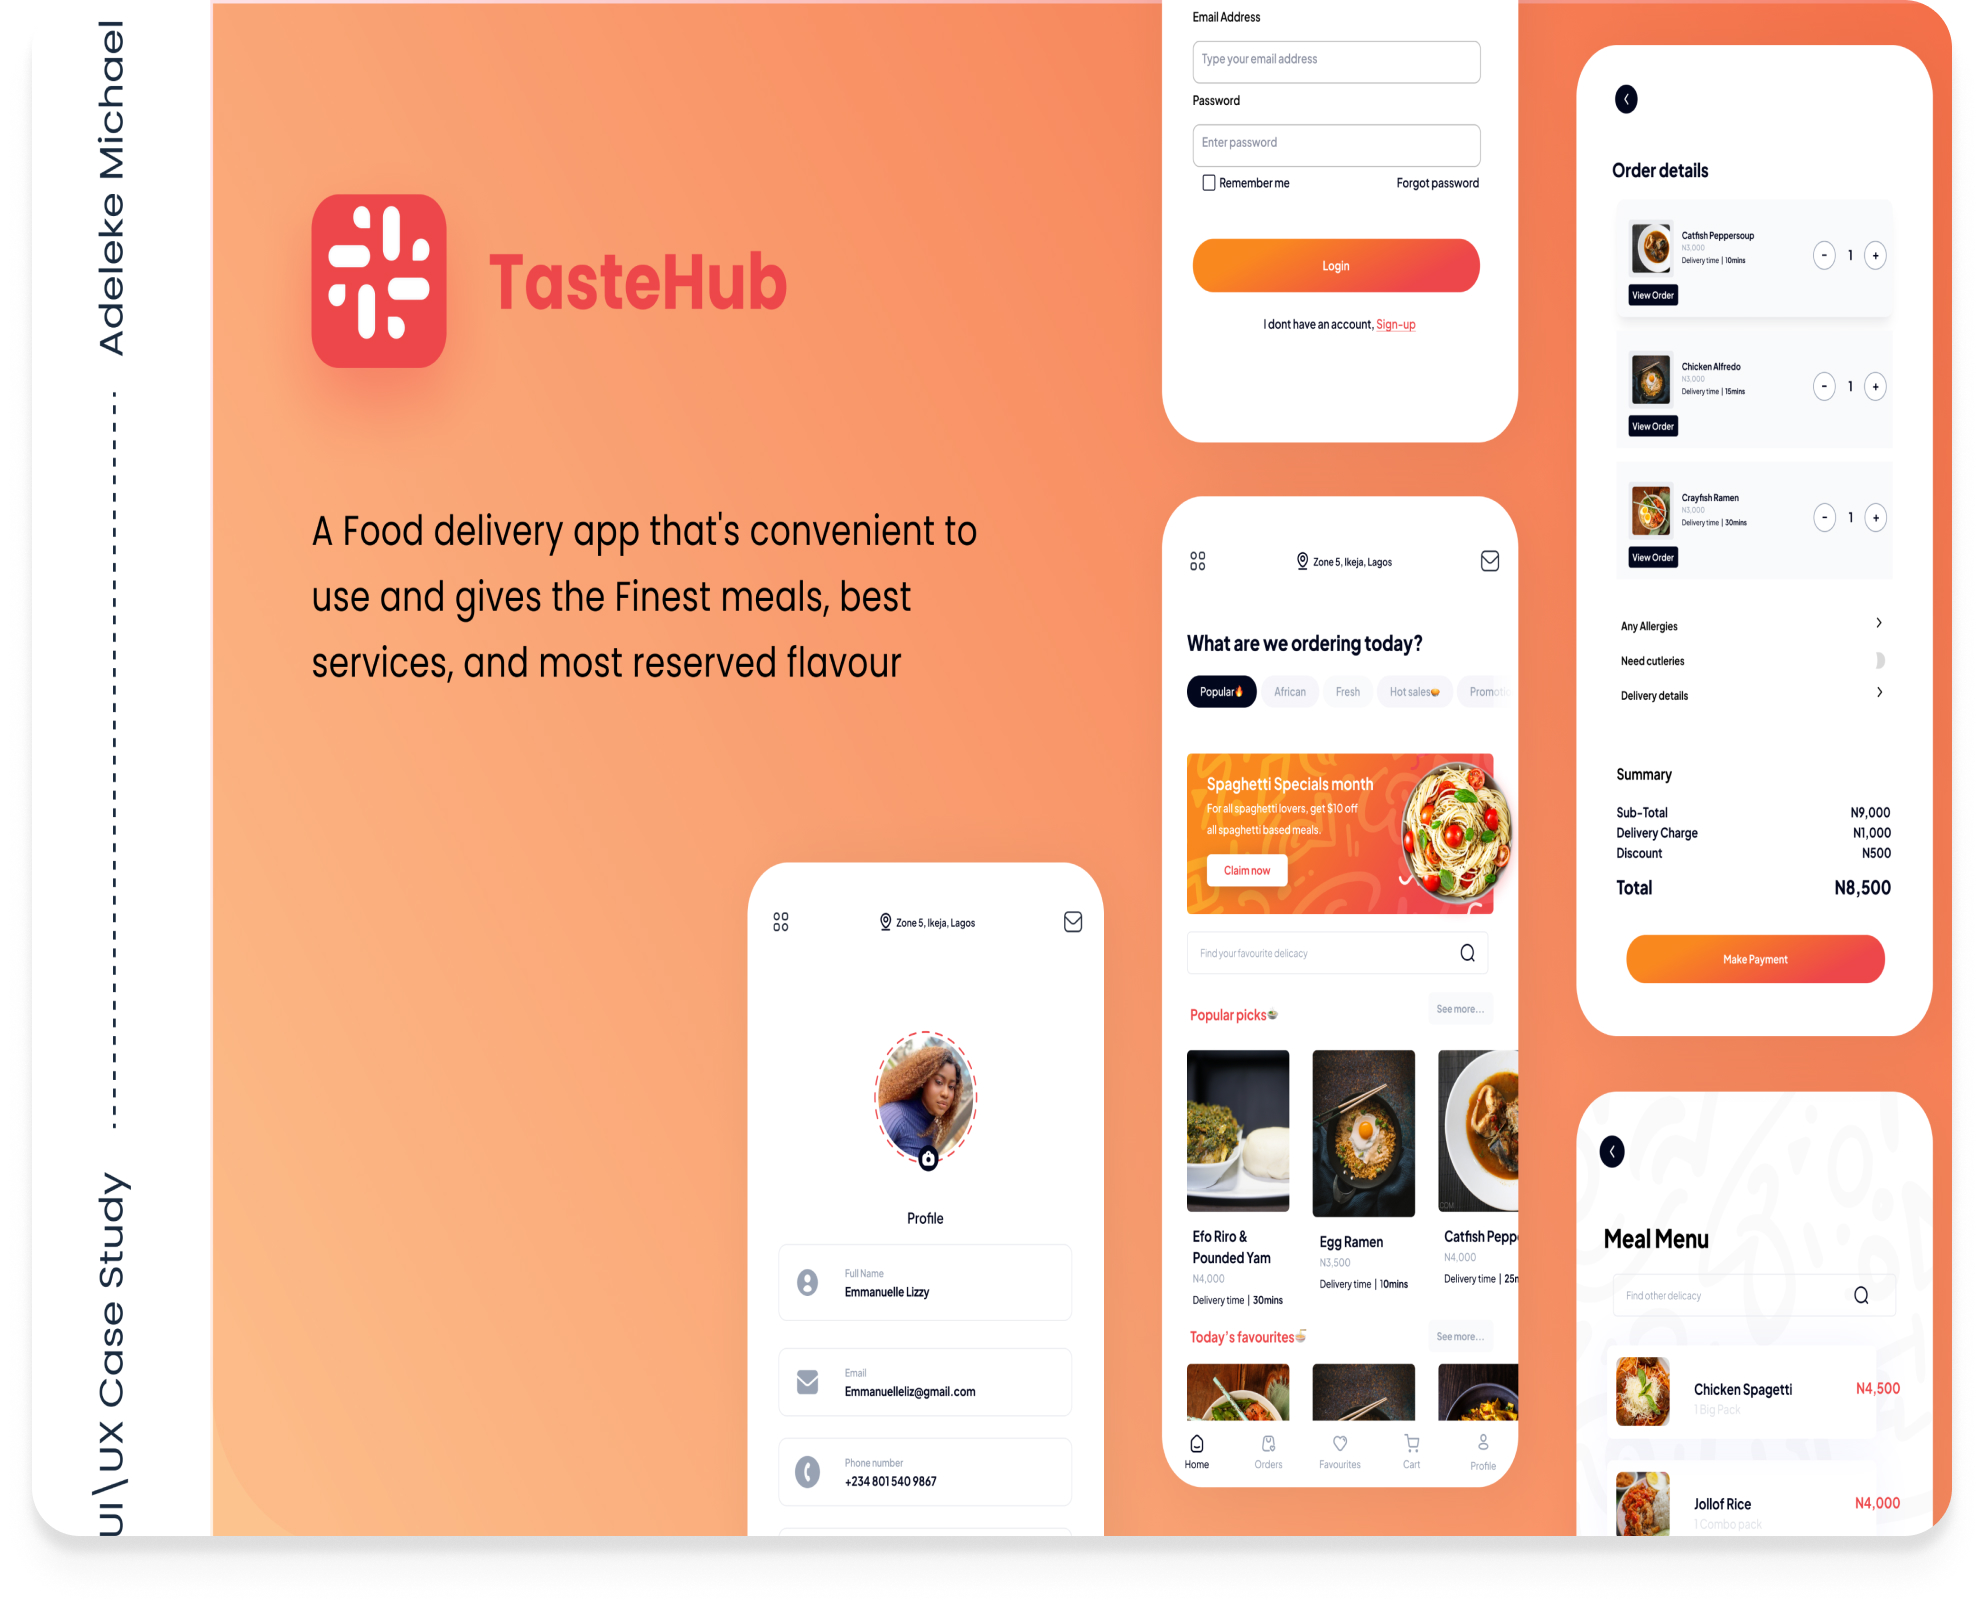 Adeleke Michael
UI\UX Case Study
TasteHub
A Food delivery app that's convenient to
use and gives the Finest meals, best
services, and most reserved flavour
Zone 5, Ikeja, Lagos
Profile
Full Name
Emmanuelle Lizzy
Email
Emmanuelleliz@gmail.com
Phone number
+234 801 540 9867
Email Address
Type your email address
Password
Enter password
Remember me
Forgot password
Login
I dont have an account, Sign-up
Zone 5, Ikeja, Lagos
What are we ordering today?
Popular
African
Fresh
Hot sales
Promotio
Spaghetti Specials month
For all spaghetti lovers, get $10 off
all spaghetti based meals.
Claim now
Find your favourite delicacy
Popular picks
See more...
Efo Riro &
Pounded Yam
N4,000
Delivery time | 30mins
Egg Ramen
N3,500
Delivery time | 10mins
COM
Catfish Pepp
N4,000
Delivery time | 25m
Today's favourites
See more...
Home
Orders
Favourites
Cart
Profile
Order details
Catfish Peppersoup
N3,000
Delivery time | 10mins
- 1 +
View Order
Chicken Alfredo
N3,000
Delivery time | 15mins
- 1 +
View Order
Crayfish Ramen
N3,000
Delivery time | 30mins
- 1 +
View Order
Any Allergies
Need cutleries
Delivery details
Summary
Sub-Total N9,000
Delivery Charge N1,000
Discount N500
Total N8,500
Make Payment
Meal Menu
Find other delicacy
Chicken Spagetti
1 Big Pack
N4,500
Jollof Rice
1 Combo pack
N4,000